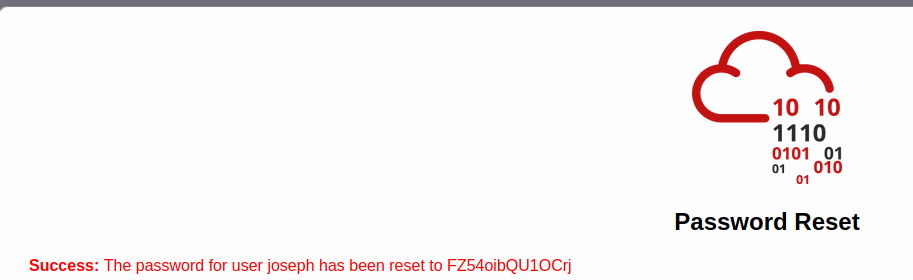 10 10
1110
0101 01
01 010
01
Password Reset
Success: The password for user joseph has been reset to FZ54oibQU1OCrj